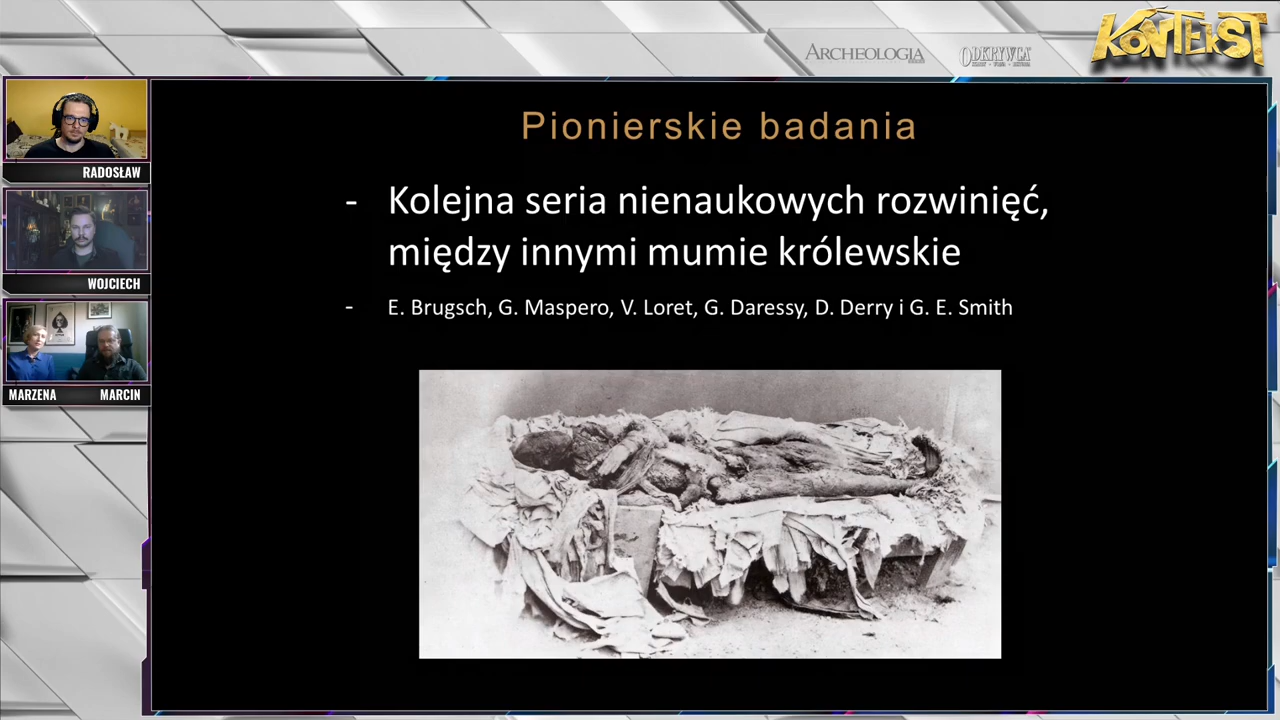 KONTEKST
ARCHEOLOGIA
ODKRYWCA
RADOSŁAW
WOJCIECH
MARZENA MARCIN
Pionierskie badania
- Kolejna seria nienaukowych rozwinięć,
między innymi mumie królewskie
- E. Brugsch, G. Maspero, V. Loret, G. Daressy, D. Derry i G. E. Smith